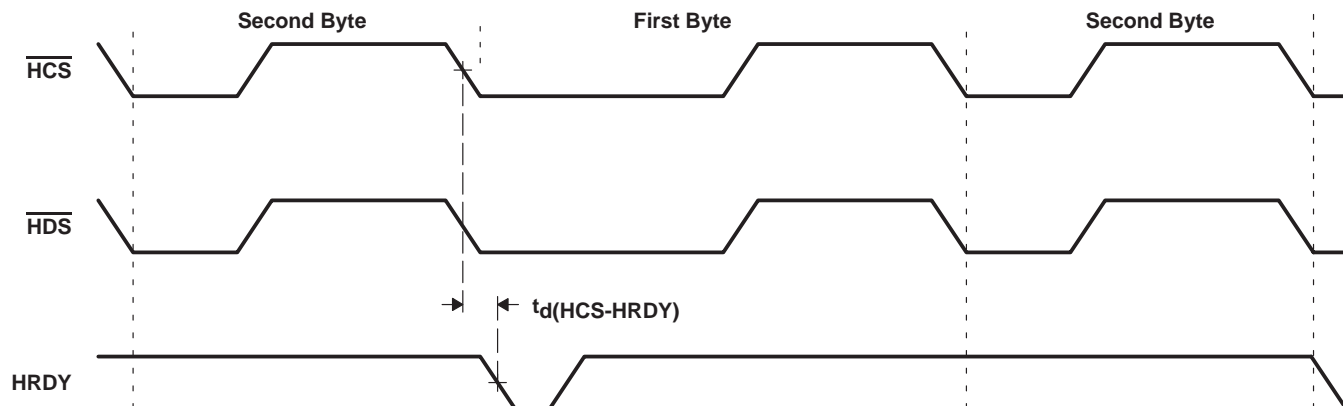 Second Byte First Byte Second Byte
HCS
HDS
td(HCS-HRDY)
HRDY